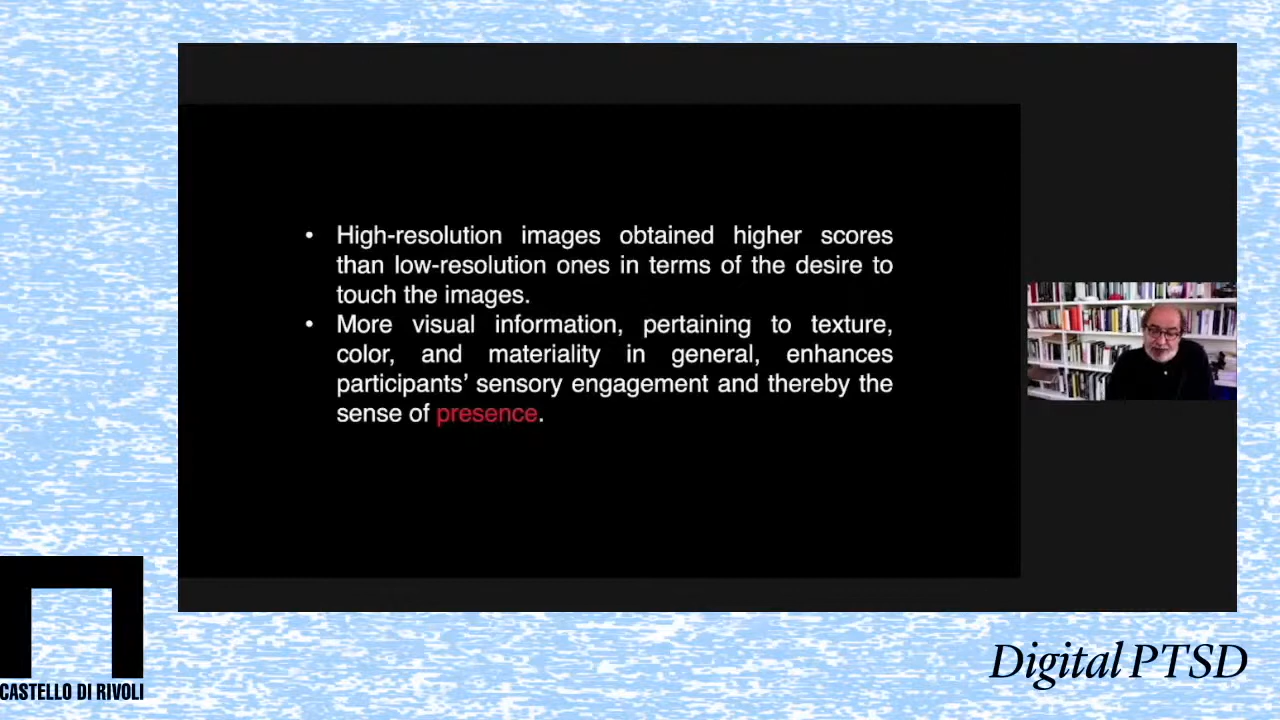 • High-resolution images obtained higher scores
than low-resolution ones in terms of the desire to
touch the images.
• More visual information, pertaining to texture,
color, and materiality in general, enhances
participants’ sensory engagement and thereby the
sense of presence.
CASTELLO DI RIVOLI
Digital PTSD